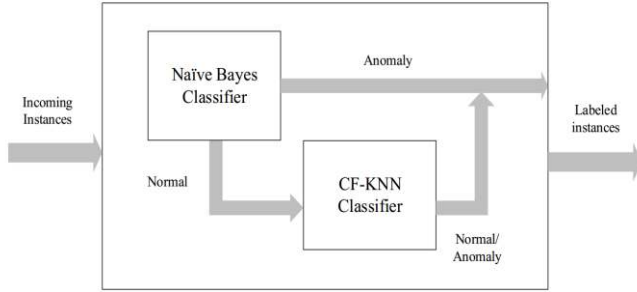 Naïve Bayes
Classifier
Anomaly
Incoming
Instances
Labeled
instances
Normal
CF-KNN
Classifier
Normal/
Anomaly